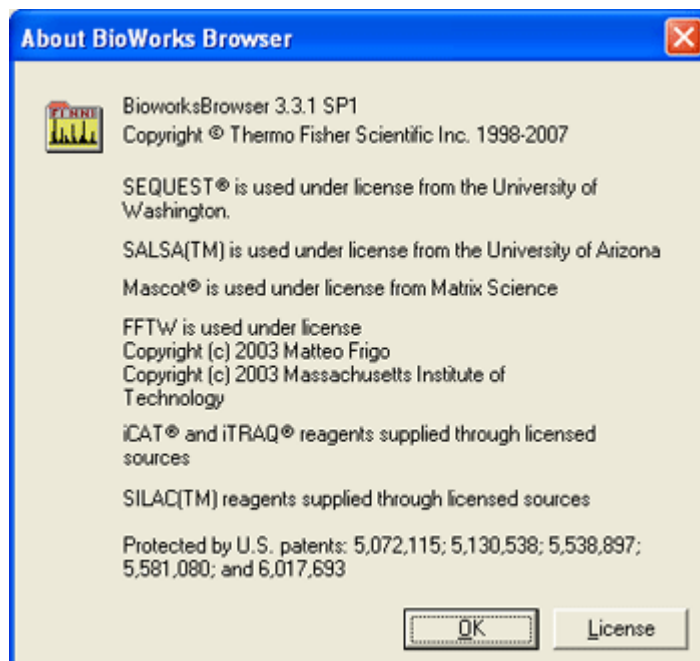 About BioWorks Browser
FINNI
BioworksBrowser 3.3.1 SP1
Copyright © Thermo Fisher Scientific Inc. 1998-2007
SEQUEST® is used under license from the University of
Washington.
SALSA(TM) is used under license from the University of Arizona
Mascot® is used under license from Matrix Science
FFTW is used under license
Copyright (c) 2003 Matteo Frigo
Copyright (c) 2003 Massachusetts Institute of
Technology
iCAT® and iTRAQ® reagents supplied through licensed
sources
SILAC(TM) reagents supplied through licensed sources
Protected by U.S. patents: 5,072,115; 5,130,538; 5,538,897;
5,581,080; and 6,017,693
OK License